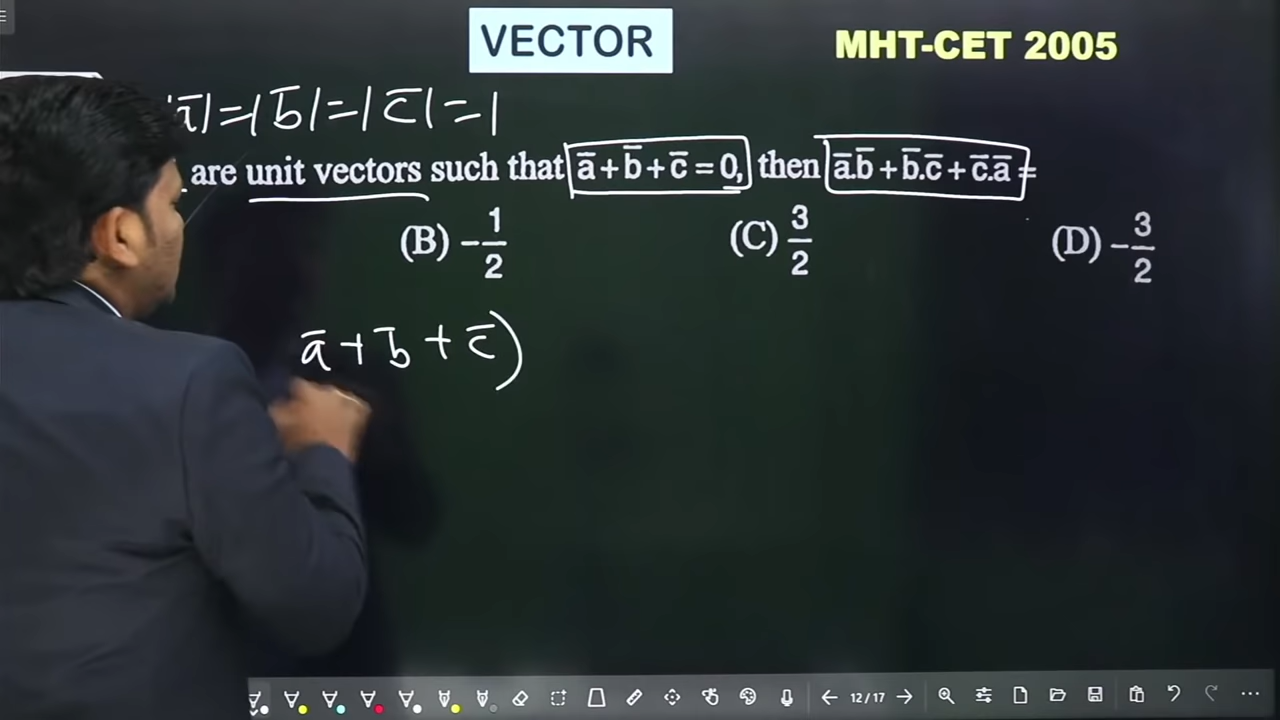 VECTOR
MHT-CET 2005
|a̅|=|b̅|=|c̅|=1
are unit vectors such that a̅+b̅+c̅=0, then a̅.b̅+b̅.c̅+c̅.a̅=
(B) -1/2 (C) 3/2 (D) -3/2
a̅+b̅+c̅)
12/17